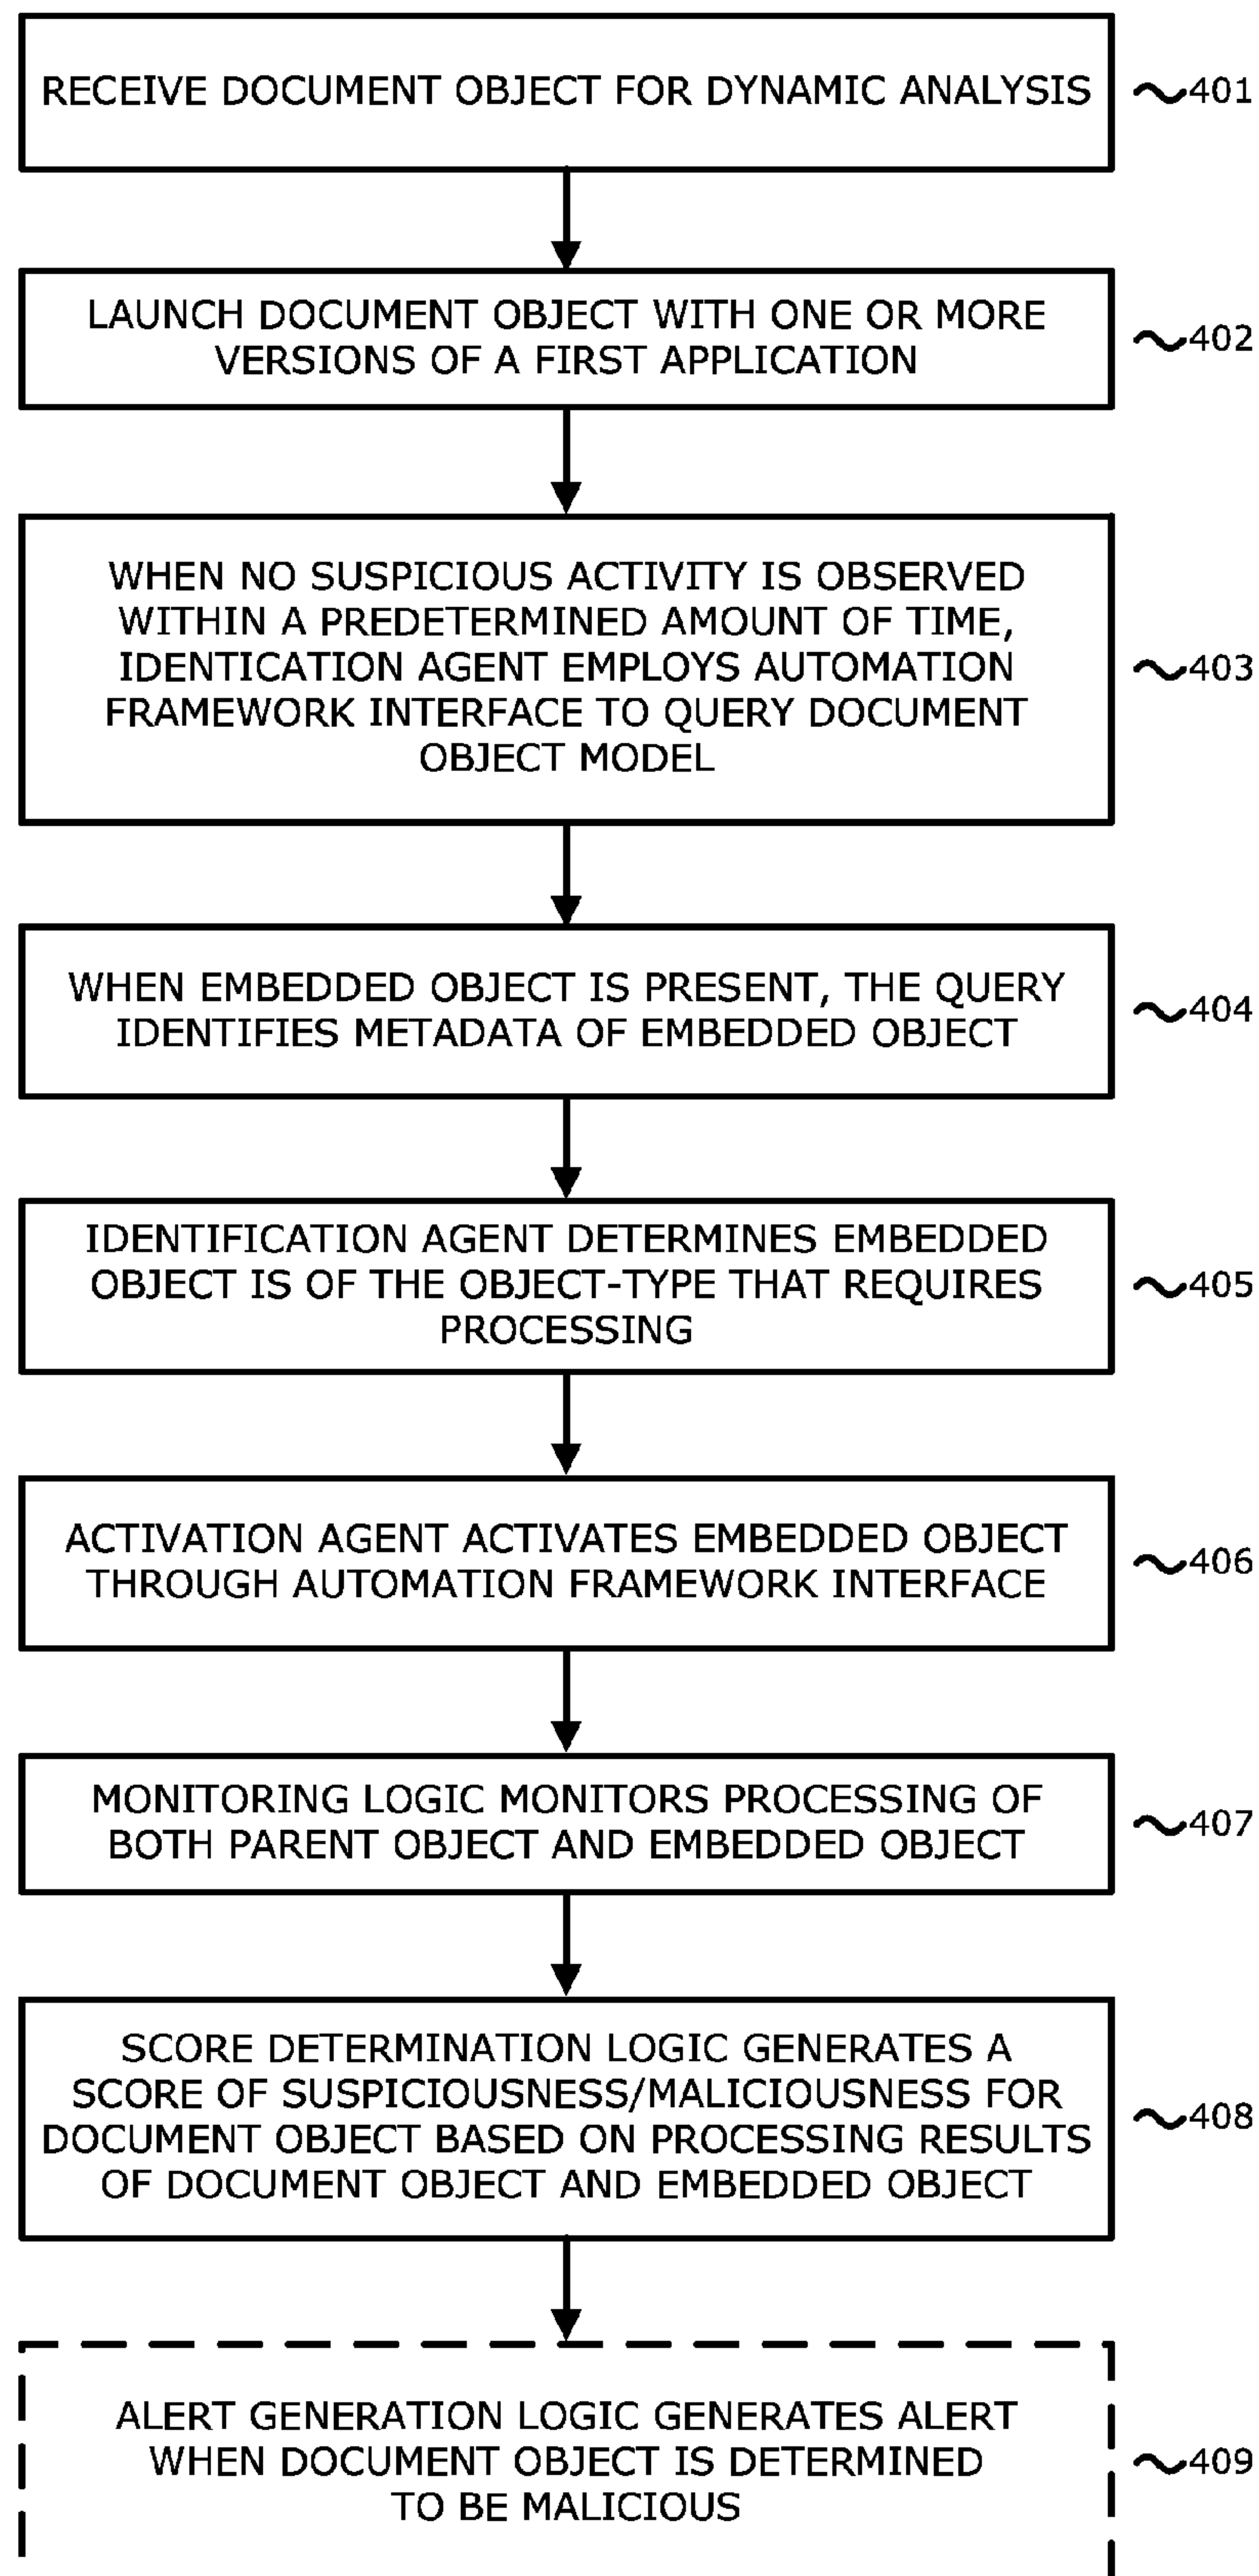 RECEIVE DOCUMENT OBJECT FOR DYNAMIC ANALYSIS
401
LAUNCH DOCUMENT OBJECT WITH ONE OR MORE
VERSIONS OF A FIRST APPLICATION
402
WHEN NO SUSPICIOUS ACTIVITY IS OBSERVED
WITHIN A PREDETERMINED AMOUNT OF TIME,
IDENTICATION AGENT EMPLOYS AUTOMATION
FRAMEWORK INTERFACE TO QUERY DOCUMENT
OBJECT MODEL
403
WHEN EMBEDDED OBJECT IS PRESENT, THE QUERY
IDENTIFIES METADATA OF EMBEDDED OBJECT
404
IDENTIFICATION AGENT DETERMINES EMBEDDED
OBJECT IS OF THE OBJECT-TYPE THAT REQUIRES
PROCESSING
405
ACTIVATION AGENT ACTIVATES EMBEDDED OBJECT
THROUGH AUTOMATION FRAMEWORK INTERFACE
406
MONITORING LOGIC MONITORS PROCESSING OF
BOTH PARENT OBJECT AND EMBEDDED OBJECT
407
SCORE DETERMINATION LOGIC GENERATES A
SCORE OF SUSPICIOUSNESS/MALICIOUSNESS FOR
DOCUMENT OBJECT BASED ON PROCESSING RESULTS
OF DOCUMENT OBJECT AND EMBEDDED OBJECT
408
ALERT GENERATION LOGIC GENERATES ALERT
WHEN DOCUMENT OBJECT IS DETERMINED
TO BE MALICIOUS
409